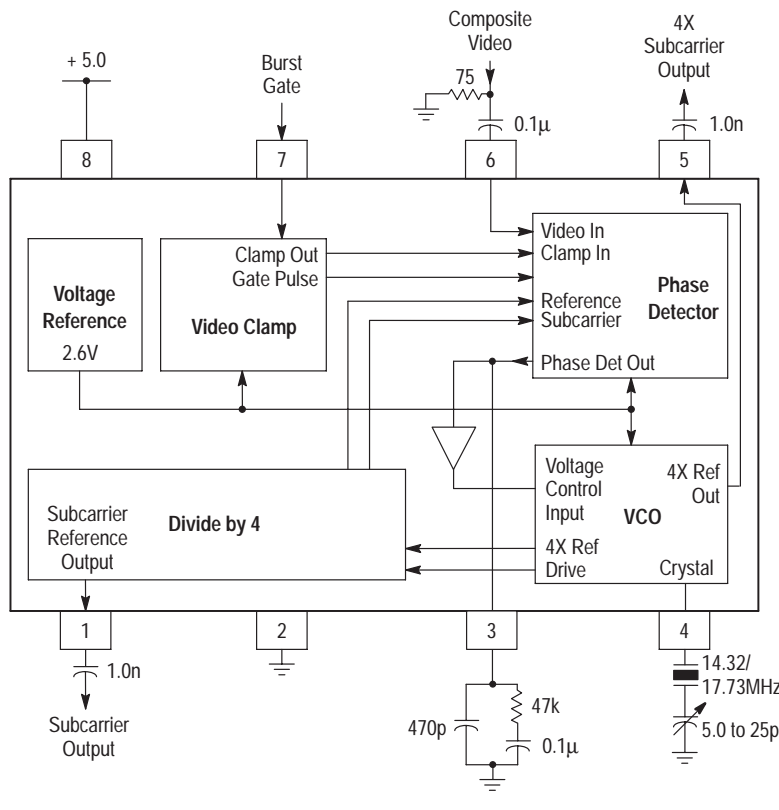 Composite
Video
4X
Subcarrier
Output
+ 5.0
Burst
Gate
75
0.1µ
1.0n
8
7
6
5
Video In
Clamp In
Clamp Out
Gate Pulse
Voltage
Reference
2.6V
Video Clamp
Reference
Subcarrier
Phase
Detector
Phase Det Out
Voltage
Control
Input
4X Ref
Out
VCO
Subcarrier
Reference
Output
Divide by 4
4X Ref
Drive
Crystal
1
2
3
4
1.0n
Subcarrier
Output
470p
47k
0.1µ
14.32/
17.73MHz
5.0 to 25p